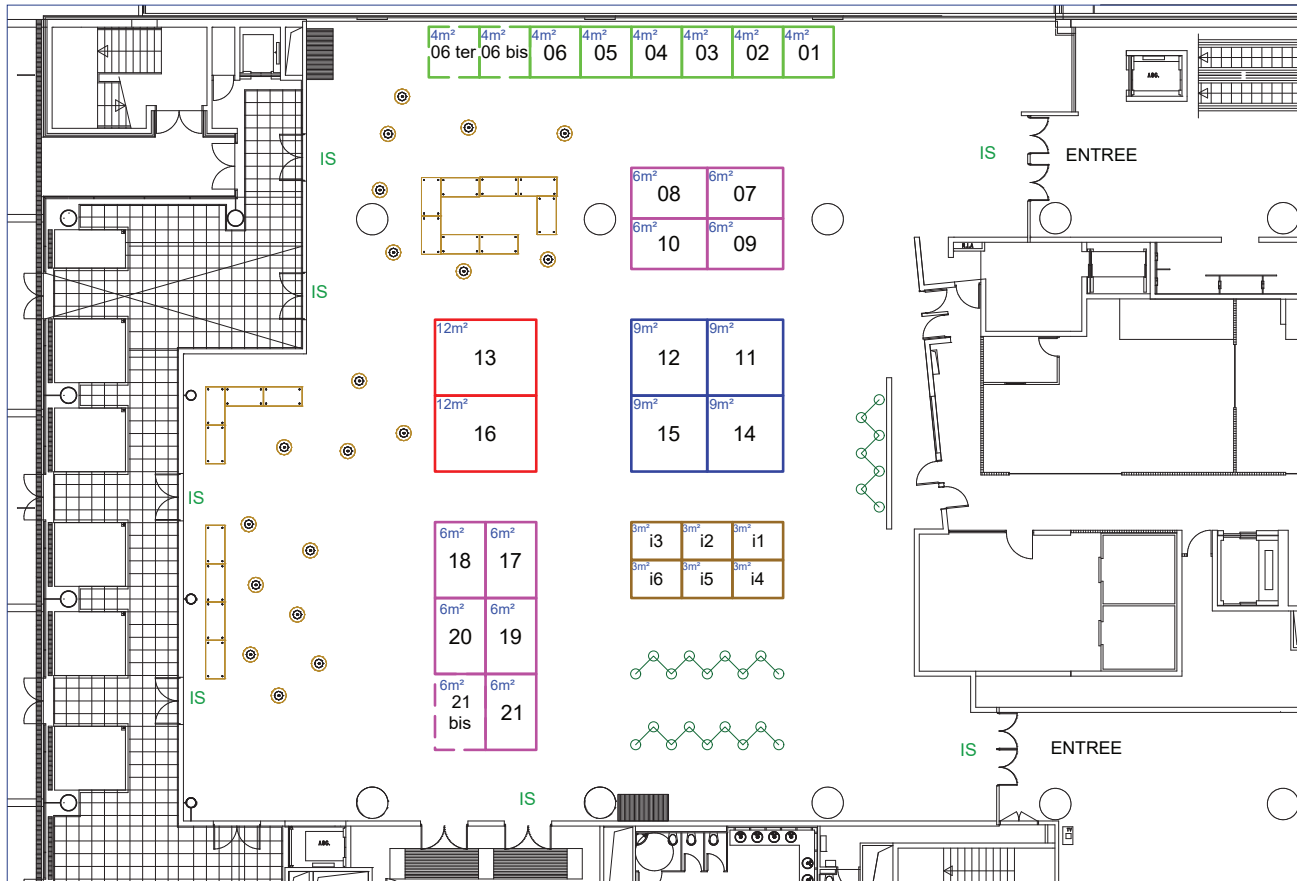 4m² 4m² 4m² 4m² 4m² 4m² 4m² 4m²
06 ter 06 bis 06 05 04 03 02 01
ASC.
IS
IS ENTREE
6m² 6m²
08 07
6m² 6m²
10 09
IS
12m² 9m² 9m²
13 12 11
12m² 9m² 9m²
16 15 14
IS
6m² 6m² 3m² 3m² 3m²
18 17 i3 i2 i1
3m² 3m² 3m²
i6 i5 i4
6m² 6m²
20 19
6m² 6m²
21
bis
21
IS
IS ENTREE
IS
ASC.